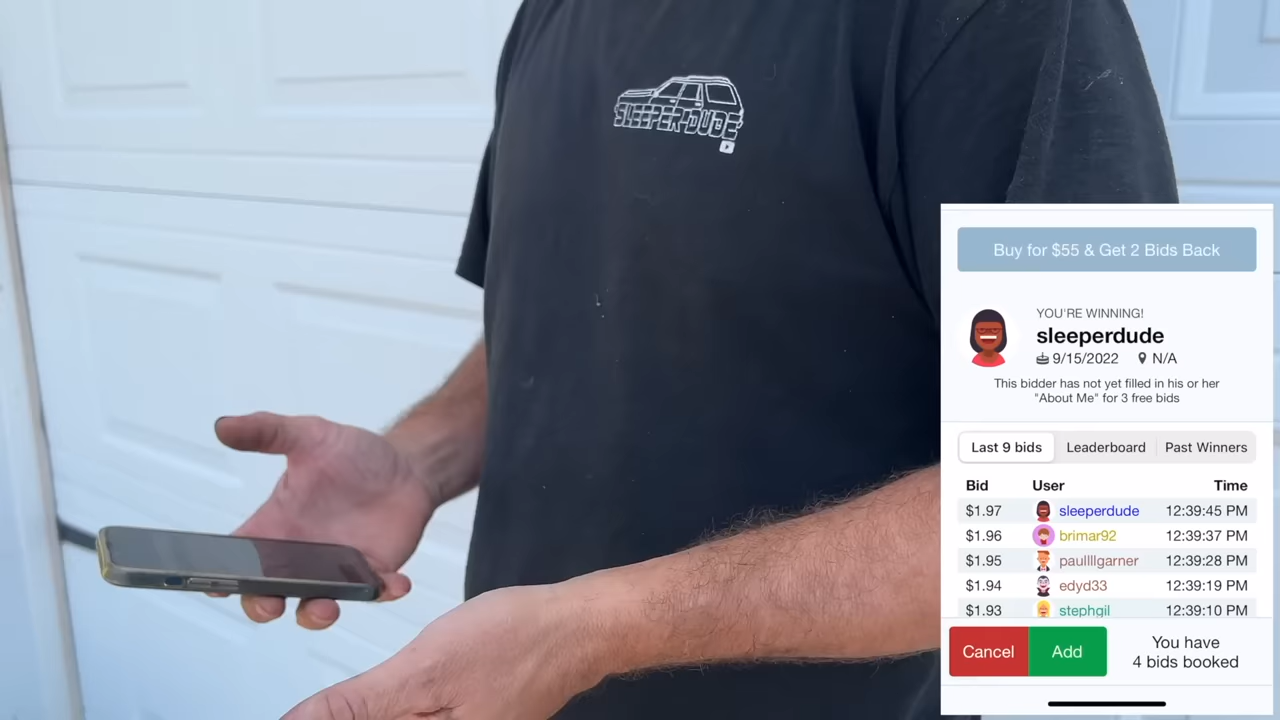 SLEEPER-DUDE
Buy for $55 & Get 2 Bids Back
YOU'RE WINNING!
sleeperdude
9/15/2022 N/A
This bidder has not yet filled in his or her
"About Me" for 3 free bids
Last 9 bids Leaderboard Past Winners
Bid User Time
$1.97 sleeperdude 12:39:45 PM
$1.96 brimar92 12:39:37 PM
$1.95 paullllgarner 12:39:28 PM
$1.94 edyd33 12:39:19 PM
$1.93 stephgil 12:39:10 PM
Cancel Add
You have
4 bids booked